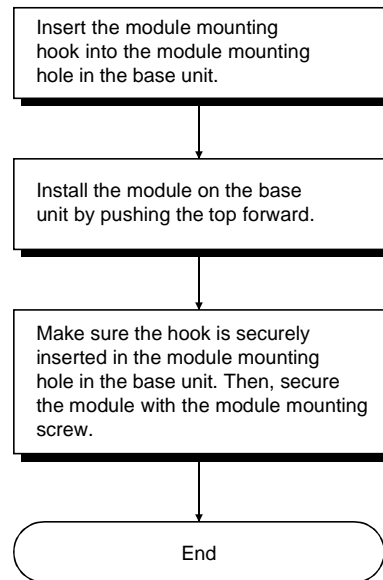 Insert the module mounting
hook into the module mounting
hole in the base unit.
Install the module on the base
unit by pushing the top forward.
Make sure the hook is securely
inserted in the module mounting
hole in the base unit. Then, secure
the module with the module mounting
screw.
End